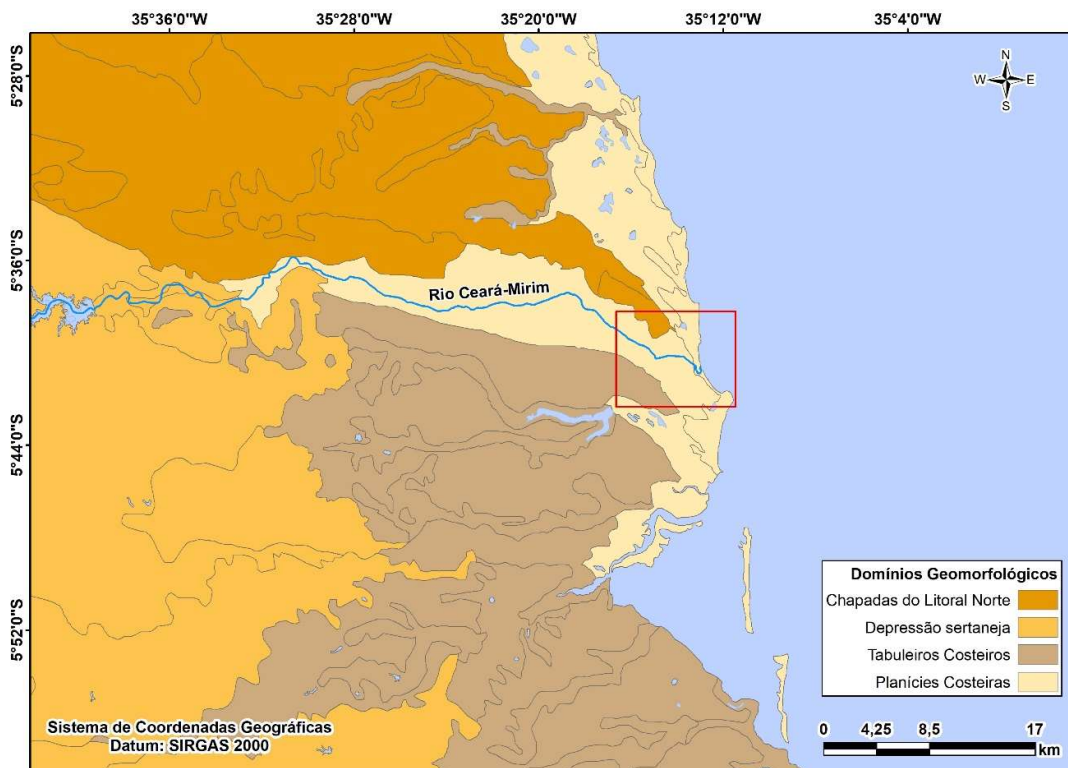 35°36'0"W 35°28'0"W 35°20'0"W 35°12'0"W 35°4'0"W
5°28'0"S
N
W E
S
5°36'0"S
Rio Ceará-Mirim
5°44'0"S
5°52'0"S
Domínios Geomorfológicos
Chapadas do Litoral Norte
Depressão sertaneja
Tabuleiros Costeiros
Planícies Costeiras
Sistema de Coordenadas Geográficas
Datum: SIRGAS 2000
0 4,25 8,5 17
km